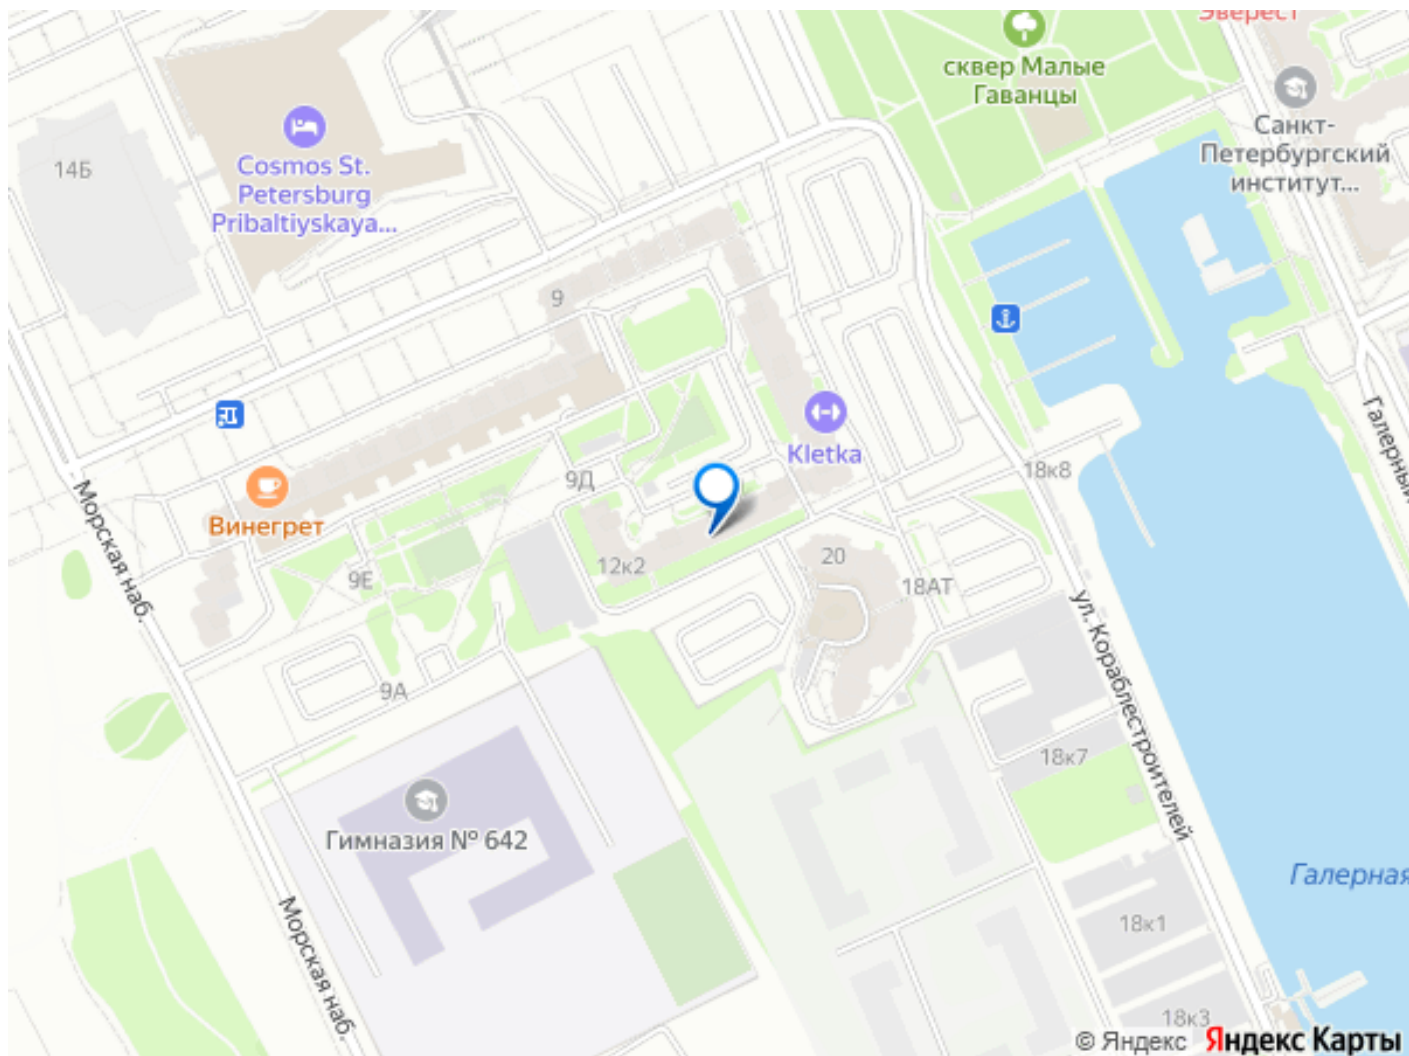 Эверест
сквер Малые
Гаванцы
Санкт-
Петербургский
институт...
14Б
Cosmos St.
Petersburg
Pribaltiyskaya...
9
Kletka
Галерный
18к8
9Д
Винегрет
Морская наб.
12к2
20
9Е
18АТ
ул. Кораблестроителей
9А
18к7
Гимназия № 642
Галерная
18к1
Морская наб.
18к3
© Яндекс Яндекс Карты